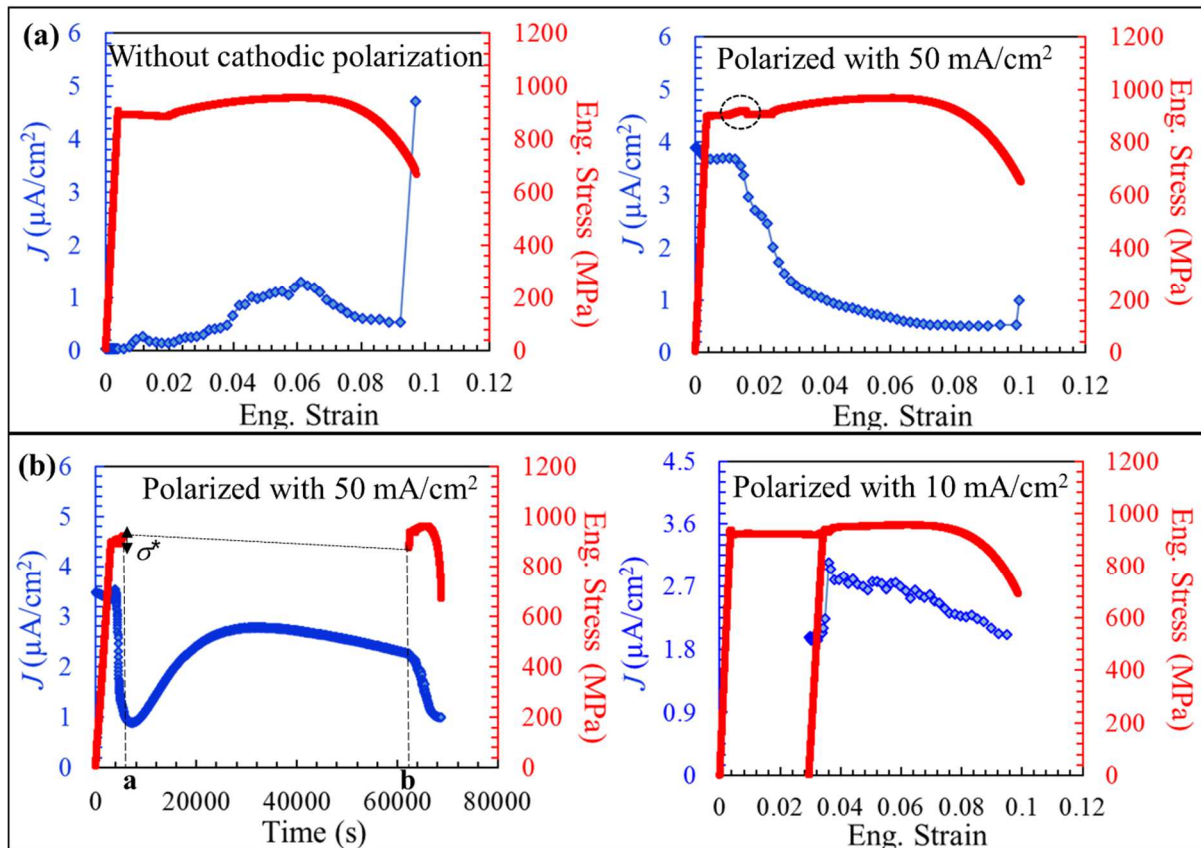 (a)
Without cathodic polarization
6
5
4
3
2
1
0
J (μA/cm²)
1200
1000
800
600
400
200
0
Eng. Stress (MPa)
0 0.02 0.04 0.06 0.08 0.1 0.12
Eng. Strain
Polarized with 50 mA/cm²
6
5
4
3
2
1
0
J (μA/cm²)
1200
1000
800
600
400
200
0
Eng. Stress (MPa)
0 0.02 0.04 0.06 0.08 0.1 0.12
Eng. Strain
(b)
Polarized with 50 mA/cm²
6
5
4
3
2
1
0
J (μA/cm²)
σ*
1200
1000
800
600
400
200
0
Eng. Stress (MPa)
a b
0 20000 40000 60000 80000
Time (s)
Polarized with 10 mA/cm²
4.5
3.6
2.7
1.8
0.9
0
J (μA/cm²)
1200
1000
800
600
400
200
0
Eng. Stress (MPa)
0 0.02 0.04 0.06 0.08 0.1 0.12
Eng. Strain